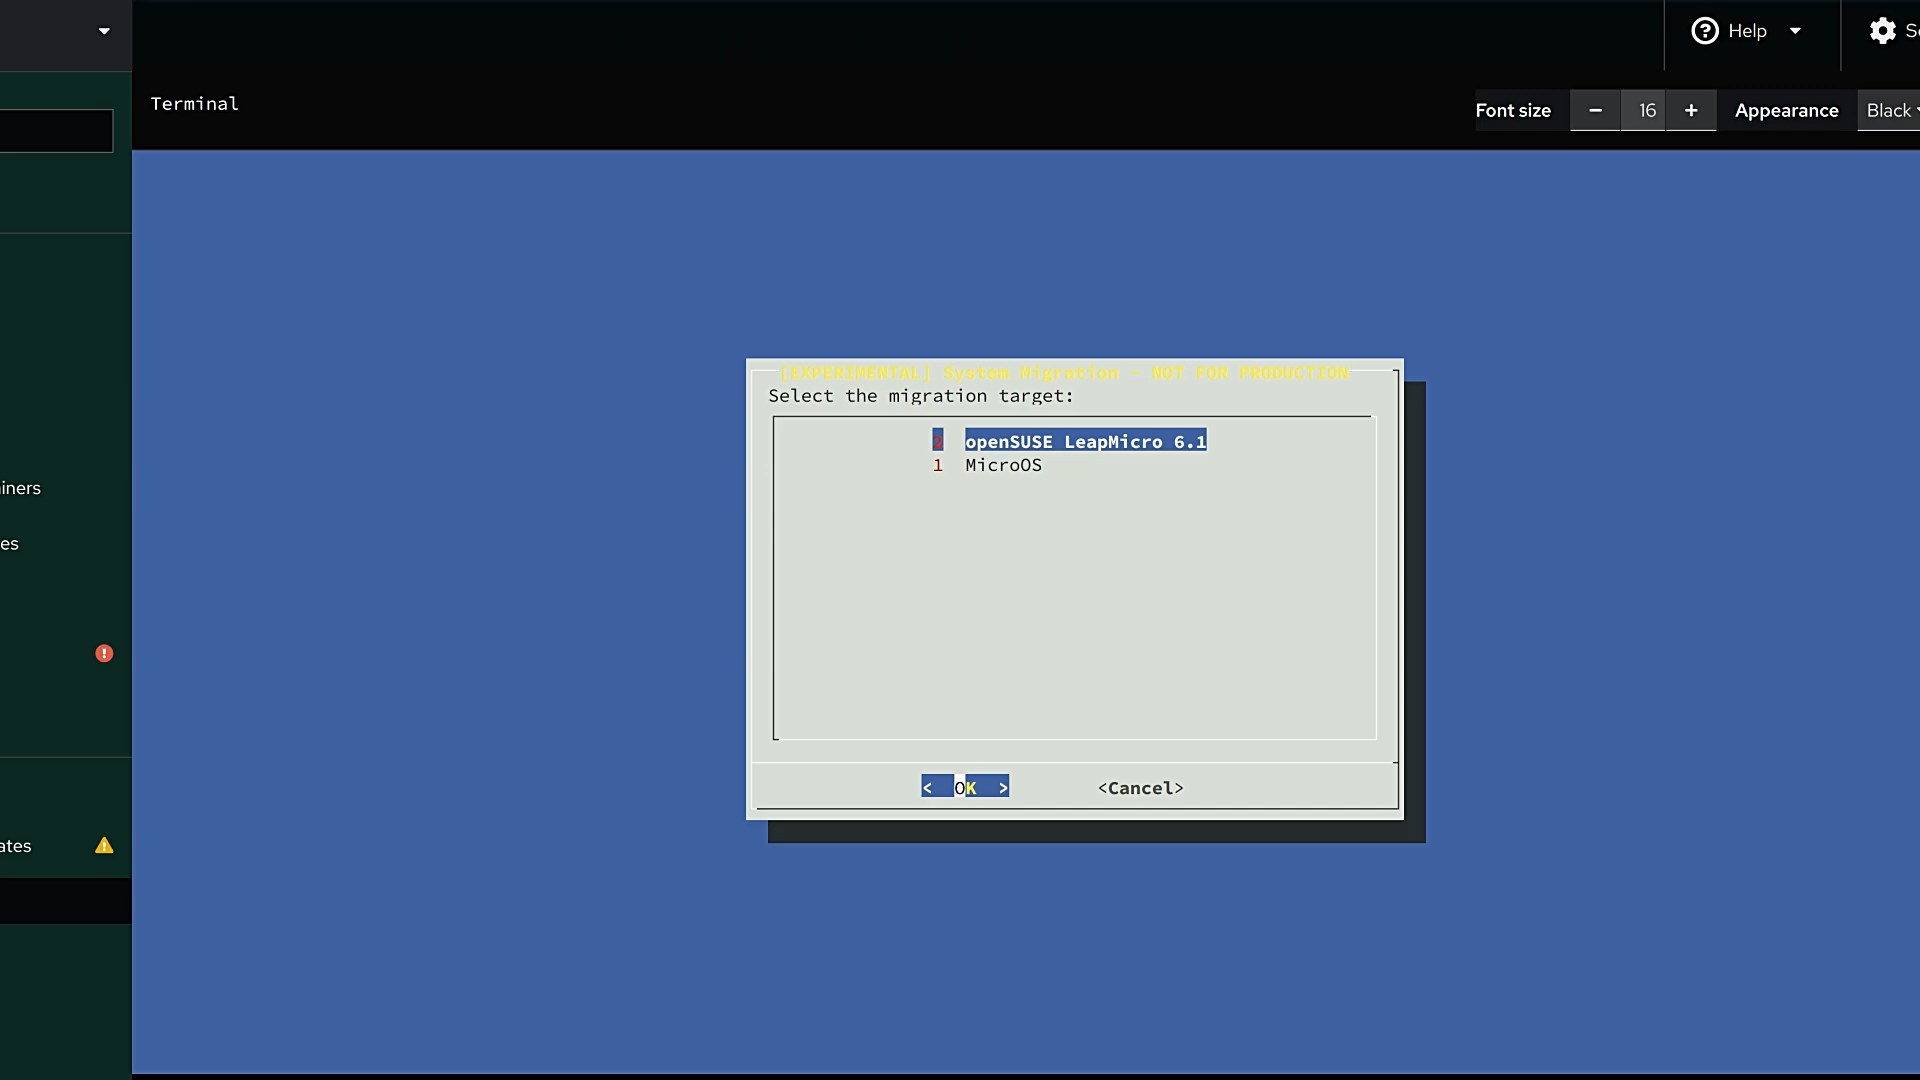 Help
Terminal
Font size - 16 + Appearance Black
[EXPERIMENTAL] System Migration - NOT FOR PRODUCTION
Select the migration target:
2 openSUSE LeapMicro 6.1
1 MicroOS
iners
es
ates
< OK > <Cancel>